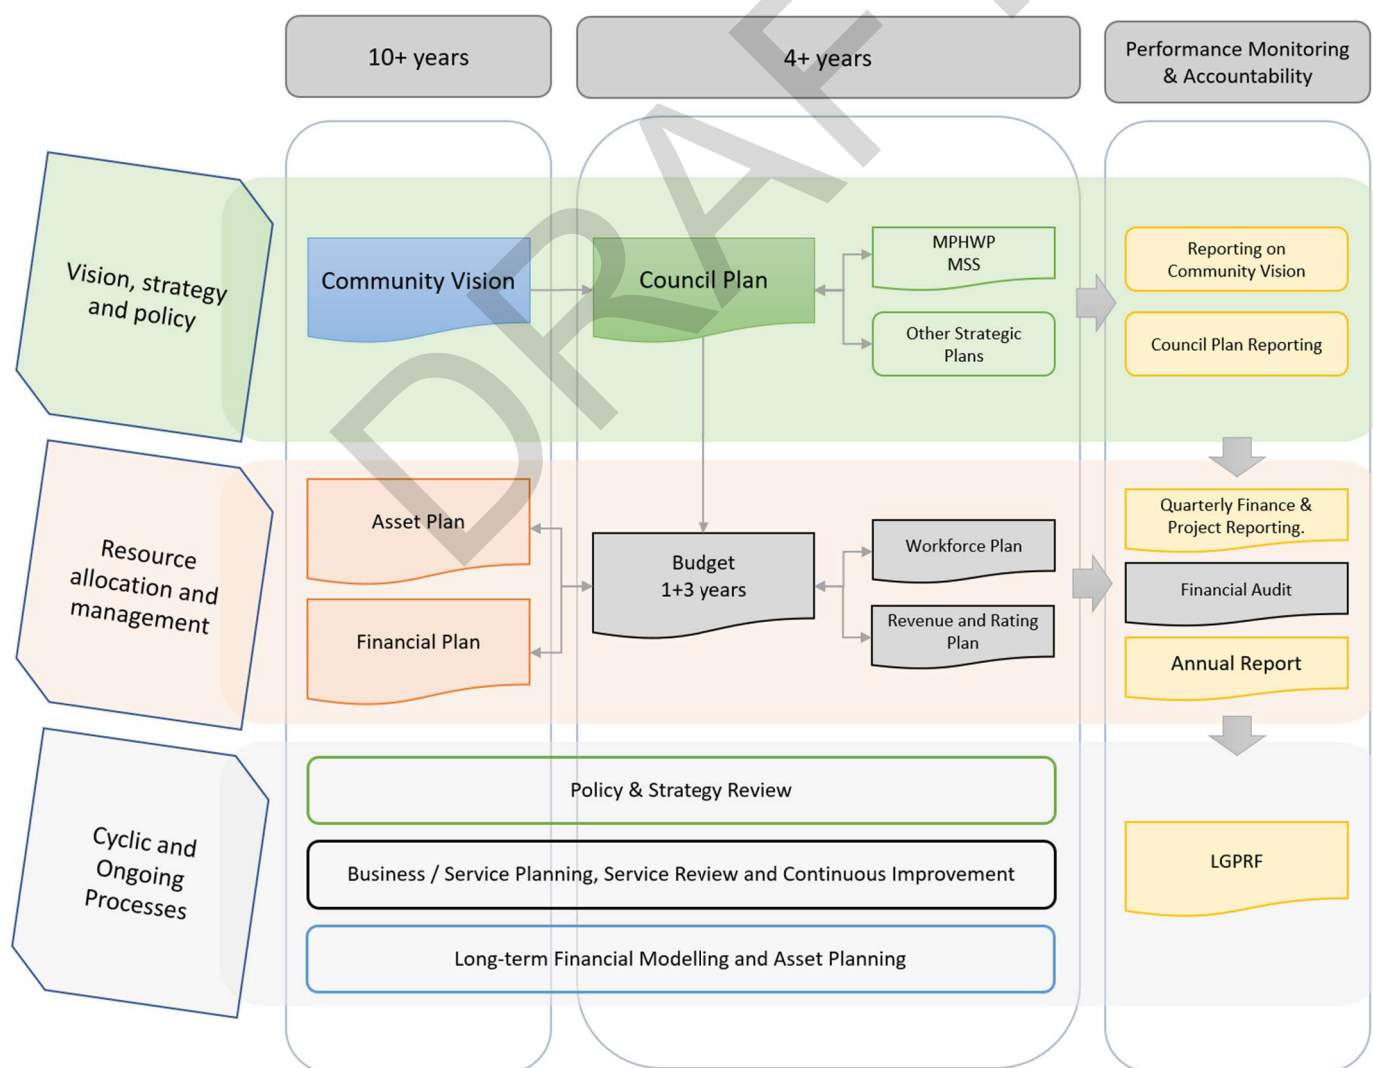 10+ years
4+ years
Performance Monitoring
& Accountability
Vision, strategy
and policy
Community Vision
Council Plan
MPHWP
MSS
Other Strategic
Plans
Reporting on
Community Vision
Council Plan Reporting
Resource
allocation and
management
Asset Plan
Financial Plan
Budget
1+3 years
Workforce Plan
Revenue and Rating
Plan
Quarterly Finance &
Project Reporting.
Financial Audit
Annual Report
Cyclic and
Ongoing
Processes
Policy & Strategy Review
Business / Service Planning, Service Review and Continuous Improvement
Long-term Financial Modelling and Asset Planning
LGPRF
DRAF